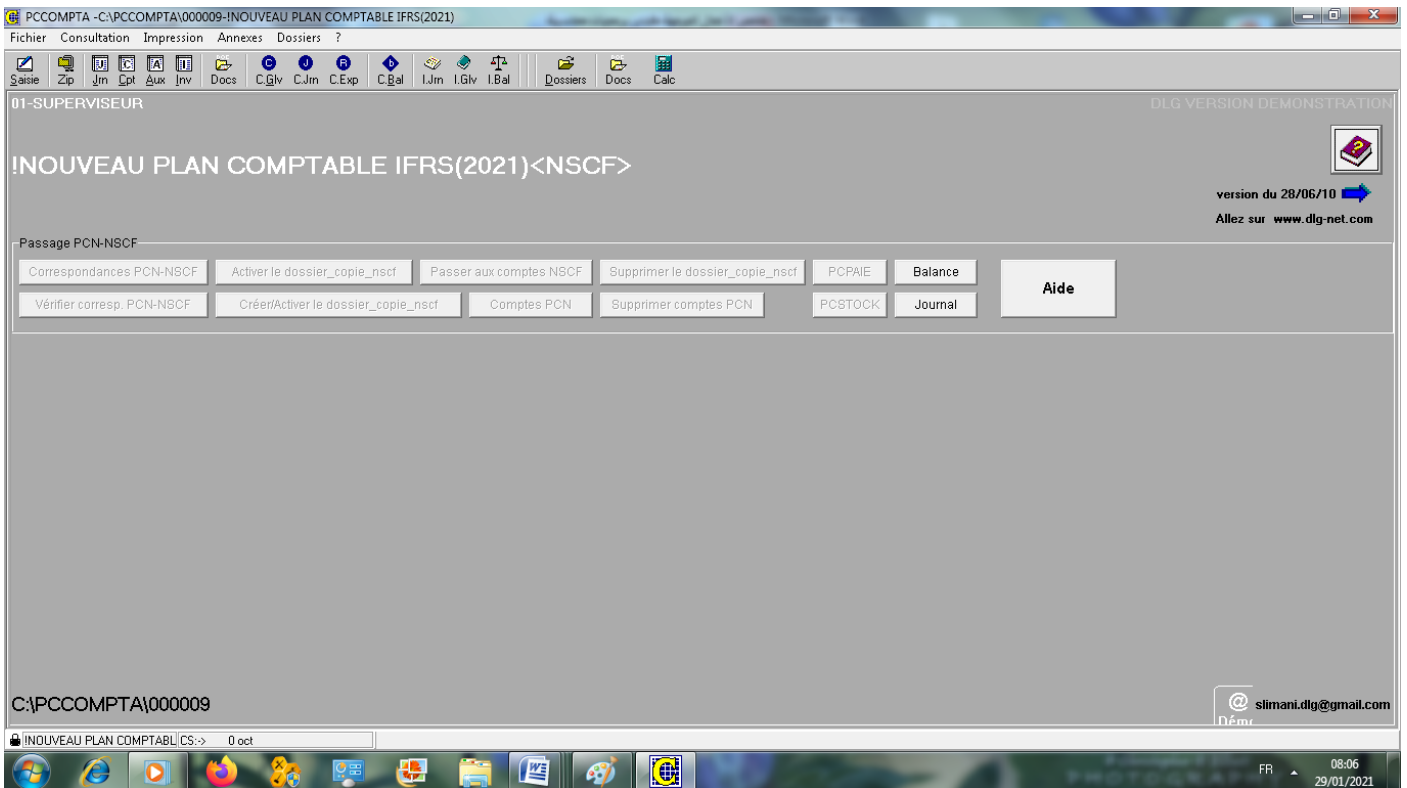 PCCOMPTA -C:\PCCOMPTA\000009-!NOUVEAU PLAN COMPTABLE IFRS(2021)
Fichier Consultation Impression Annexes Dossiers ?
Saisie Zip Jrn Cpt Aux Inv Docs C.Glv C.Jrn C.Exp C.Bal I.Jrn I.Glv I.Bal Dossiers Docs Calc
01-SUPERVISEUR
DLG VERSION DEMONSTRATION
!NOUVEAU PLAN COMPTABLE IFRS(2021)<NSCF>
version du 28/06/10
Allez sur www.dlg-net.com
Passage PCN-NSCF
Correspondances PCN-NSCF Activer le dossier_copie_nscf Passer aux comptes NSCF Supprimer le dossier_copie_nscf PCPAIE Balance
Aide
Vérifier corresp. PCN-NSCF Créer/Activer le dossier_copie_nscf Comptes PCN Supprimer comptes PCN PCSTOCK Journal
C:\PCCOMPTA\000009
@ slimani.dlg@gmail.com
!NOUVEAU PLAN COMPTABL CS:-> 0 oct
FR
08:06
29/01/2021